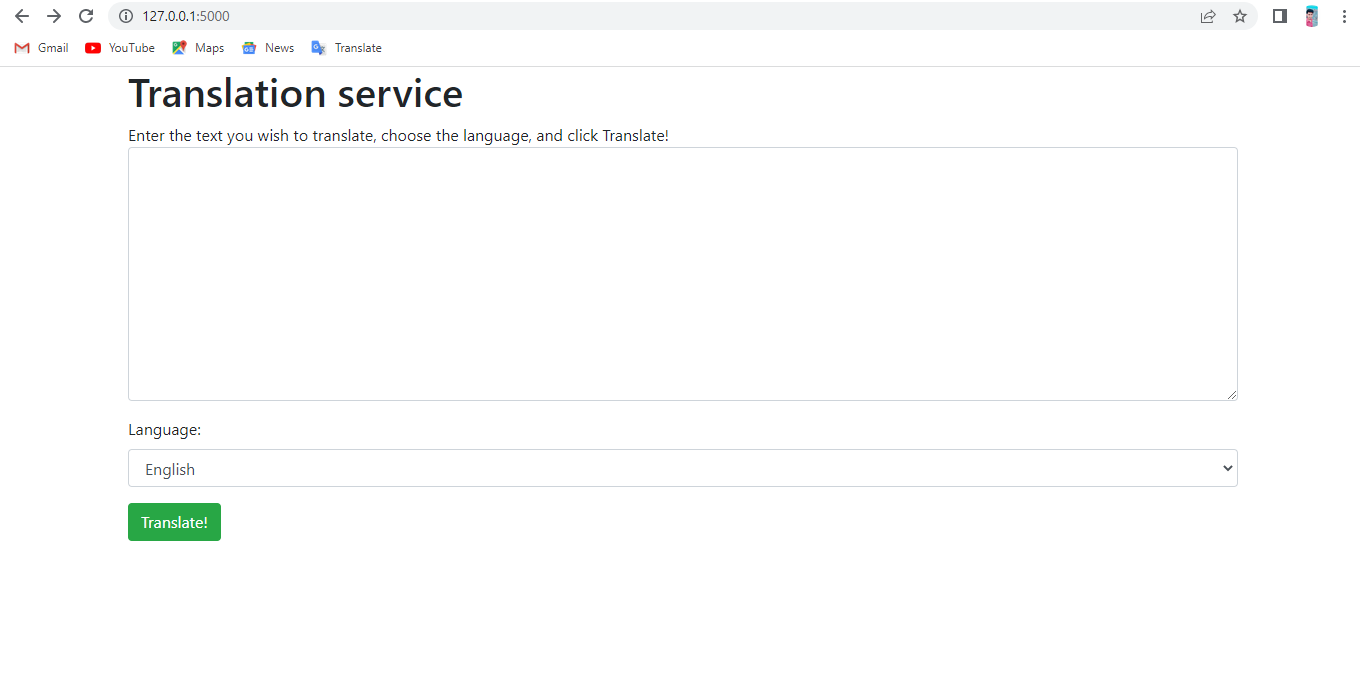 127.0.0.1:5000
Gmail YouTube Maps News Translate
Translation service
Enter the text you wish to translate, choose the language, and click Translate!
Language:
English
Translate!